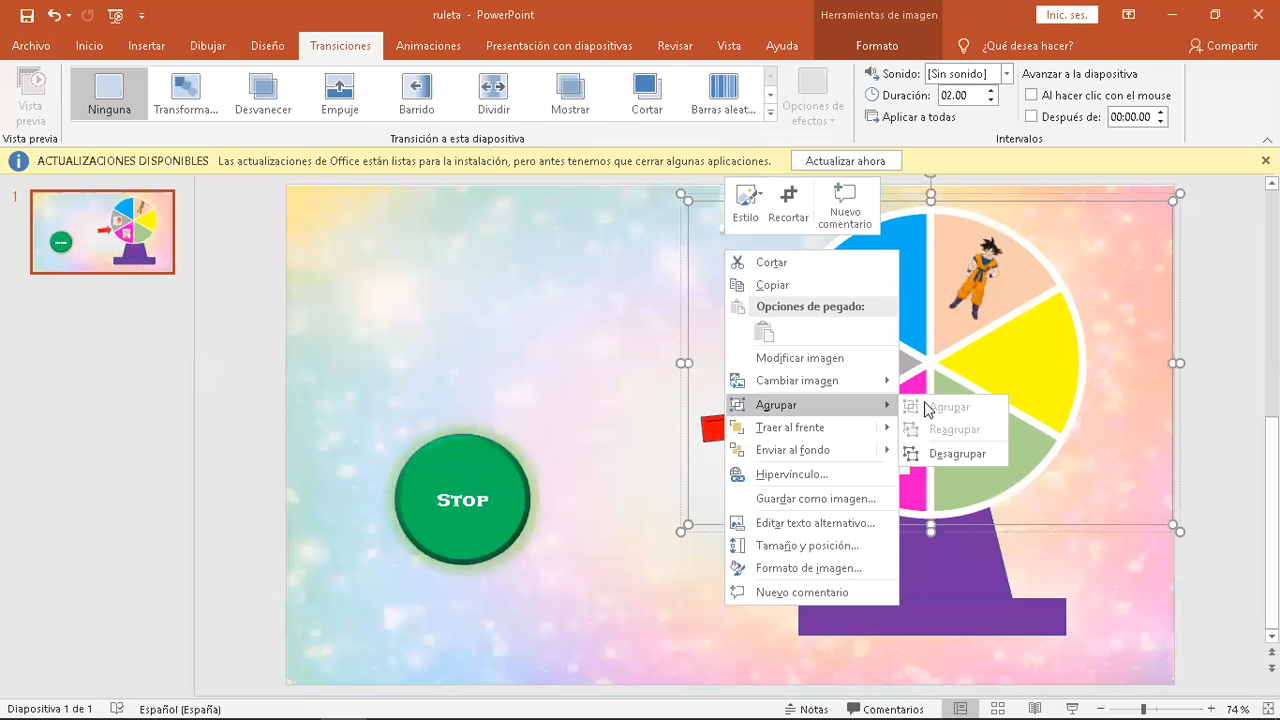 ruleta - PowerPoint
Herramientas de imagen
Inic. ses.
Archivo
Inicio
Insertar
Dibujar
Diseño
Transiciones
Animaciones
Presentación con diapositivas
Revisar
Vista
Ayuda
Formato
¿Qué desea hacer?
Compartir
Vista
previa
Ninguna
Transforma...
Desvanecer
Empuje
Barrido
Dividir
Mostrar
Cortar
Barras aleat...
Opciones de
efectos
Sonido: [Sin sonido]
Duración: 02.00
Aplicar a todas
Avanzar a la diapositiva
Al hacer clic con el mouse
Después de: 00:00.00
Vista previa
Transición a esta diapositiva
Intervalos
ACTUALIZACIONES DISPONIBLES Las actualizaciones de Office están listas para la instalación, pero antes tenemos que cerrar algunas aplicaciones.
Actualizar ahora
1
Estilo
Recortar
Nuevo
comentario
Cortar
Copiar
Opciones de pegado:
Modificar imagen
Cambiar imagen
Agrupar
Traer al frente
Enviar al fondo
Hipervínculo...
Guardar como imagen...
Editar texto alternativo...
Tamaño y posición...
Formato de imagen...
Nuevo comentario
Agrupar
Reagrupar
Desagrupar
Stop
Diapositiva 1 de 1
Español (España)
Notas
Comentarios
74 %